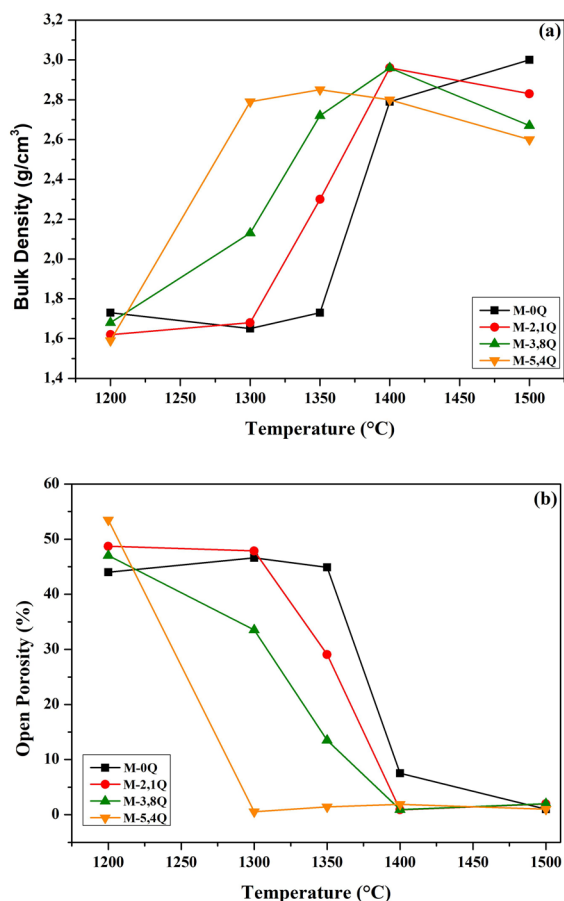 (a)
Bulk Density (g/cm³)
3,2
3,0
2,8
2,6
2,4
2,2
2,0
1,8
1,6
1,4
M-0Q
M-2,1Q
M-3,8Q
M-5,4Q
1200 1250 1300 1350 1400 1450 1500
Temperature (°C)
(b)
Open Porosity (%)
60
50
40
30
20
10
0
M-0Q
M-2,1Q
M-3,8Q
M-5,4Q
1200 1250 1300 1350 1400 1450 1500
Temperature (°C)